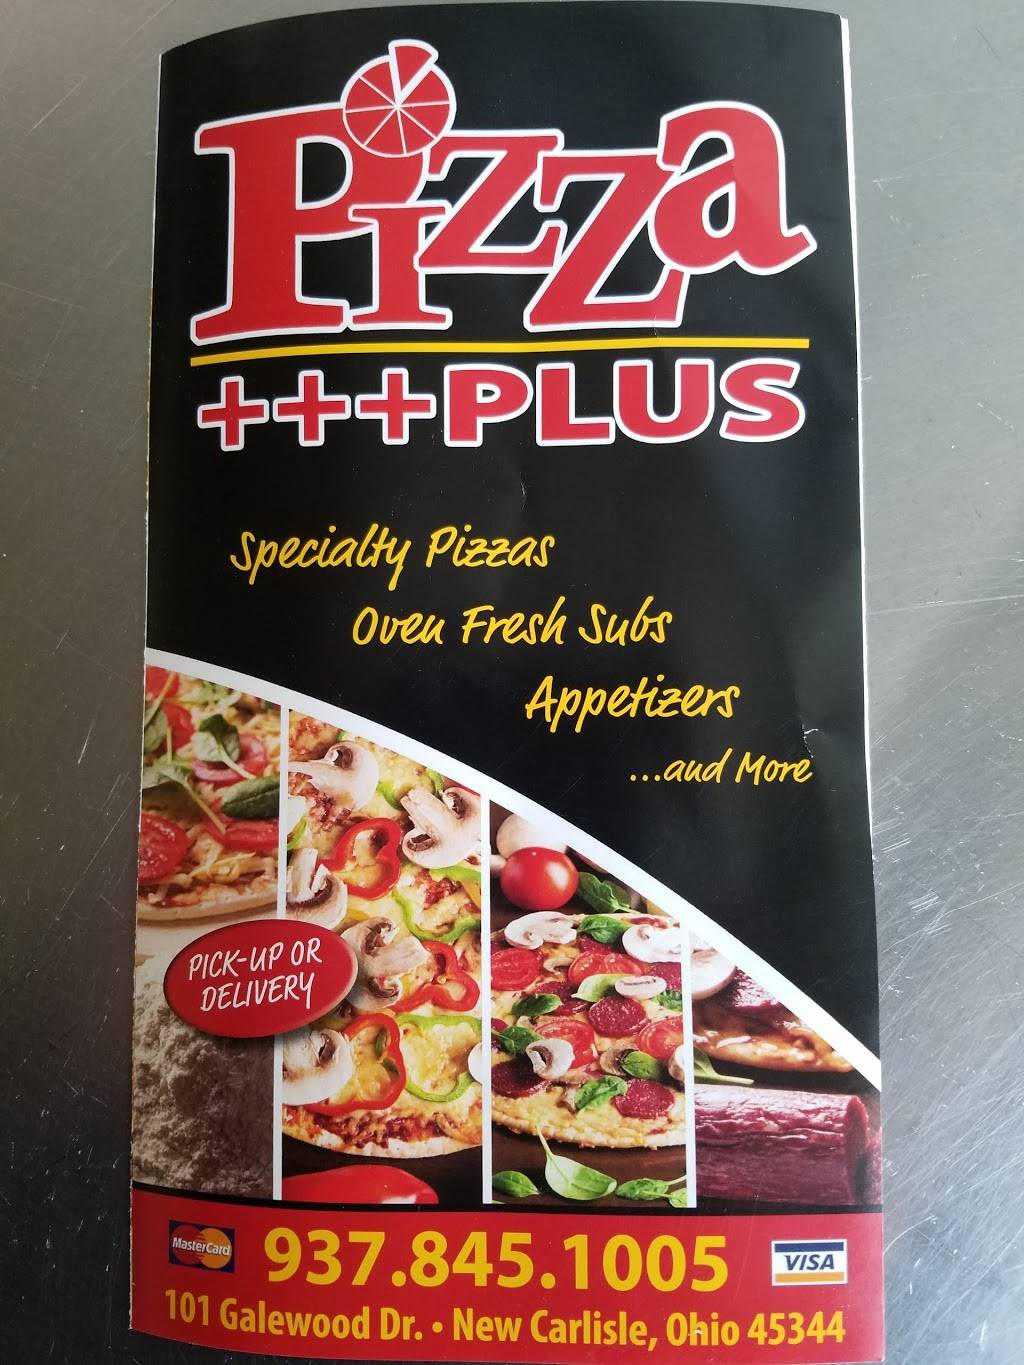 Pizza
+++PLUS
Specialty Pizzas
Oven Fresh Subs
Appetizers
...and More
PICK-UP OR
DELIVERY
MasterCard
937.845.1005
VISA
101 Galewood Dr. • New Carlisle, Ohio 45344